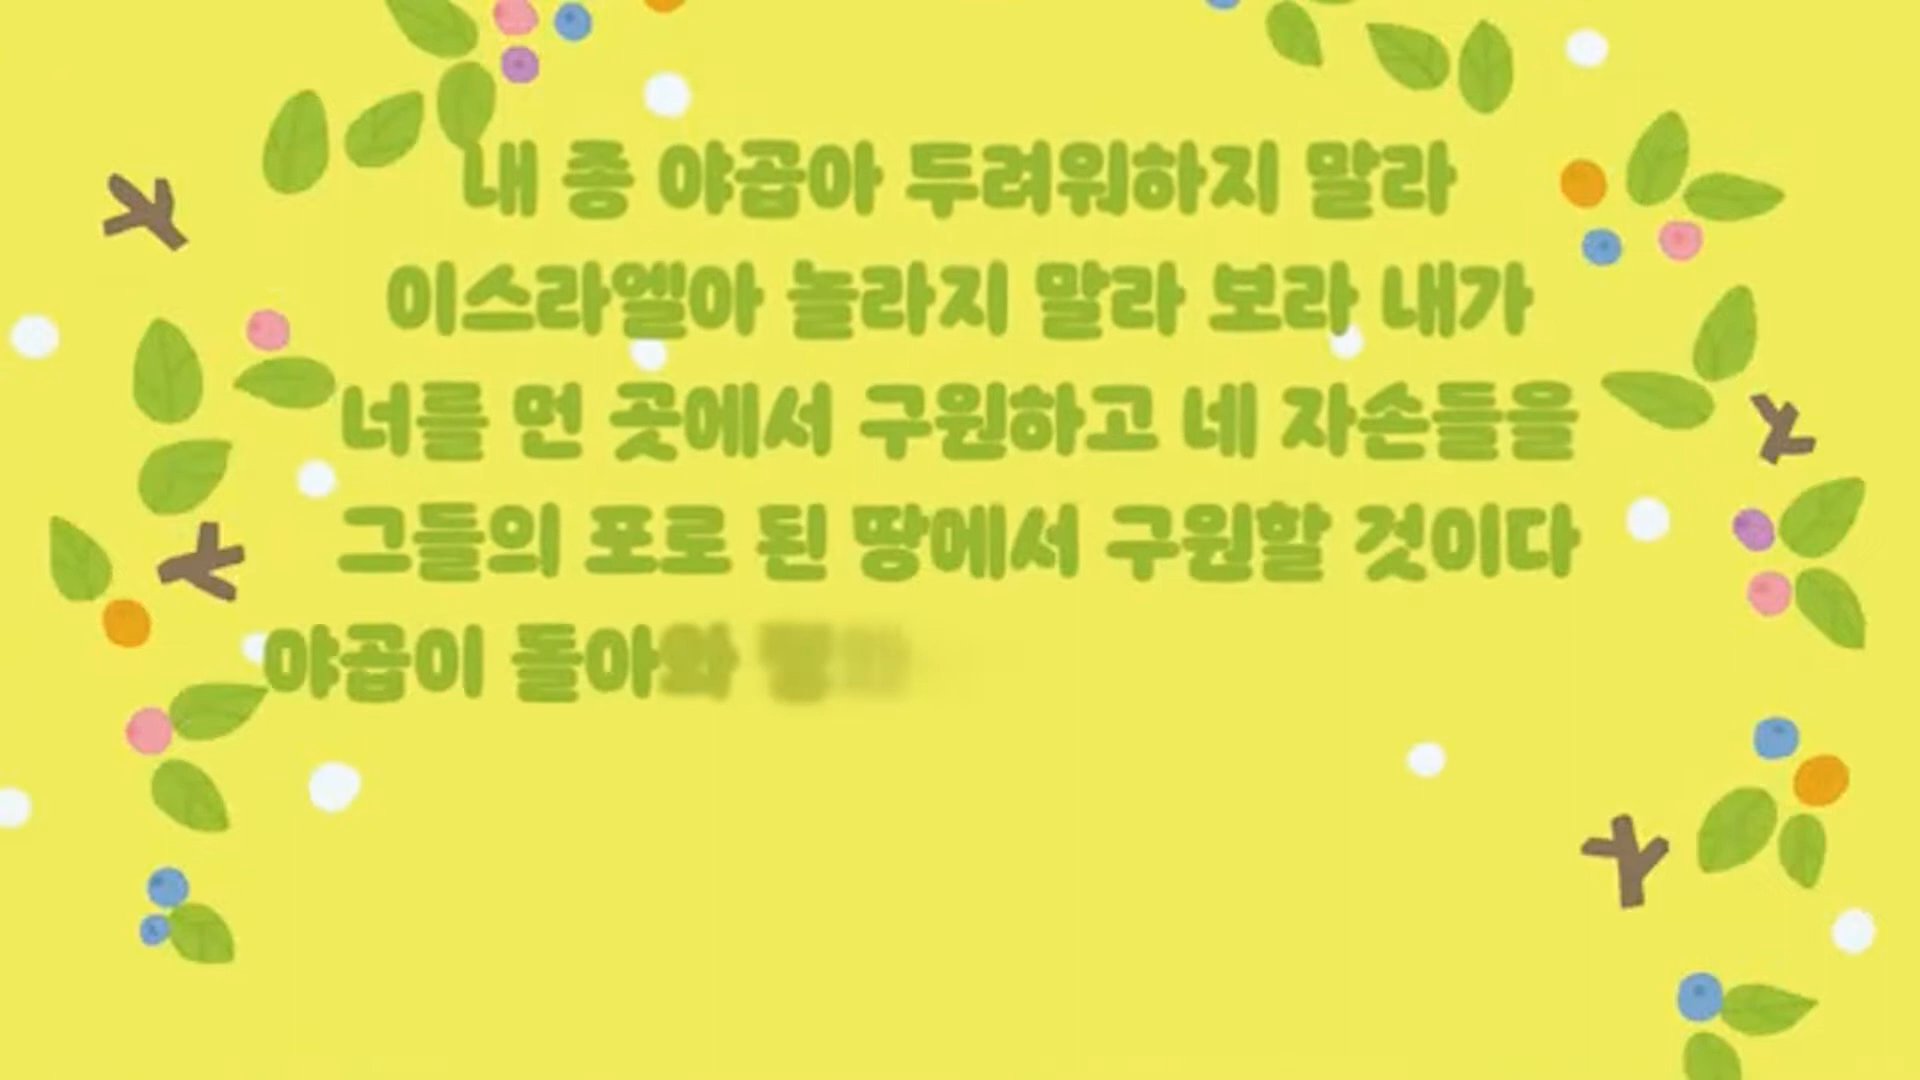 내 종 야곱아 두려워하지 말라
이스라엘아 놀라지 말라 보라 내가
너를 먼 곳에서 구원하고 네 자손들을
그들의 포로 된 땅에서 구원할 것이다
야곱이 돌아와